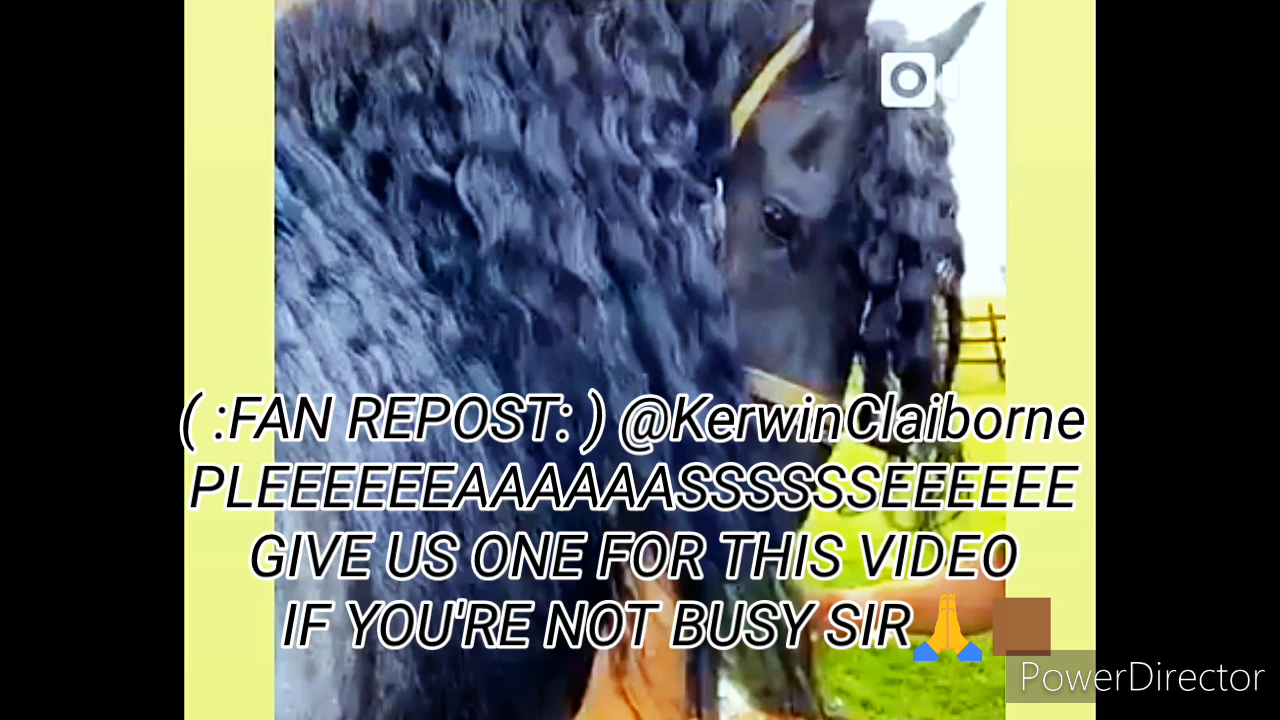 ( :FAN REPOST: ) @KerwinClaiborne
PLEEEEEEAAAAAASSSSSSEEEEEE
GIVE US ONE FOR THIS VIDEO
IF YOU'RE NOT BUSY SIR🙏🏾
PowerDirector